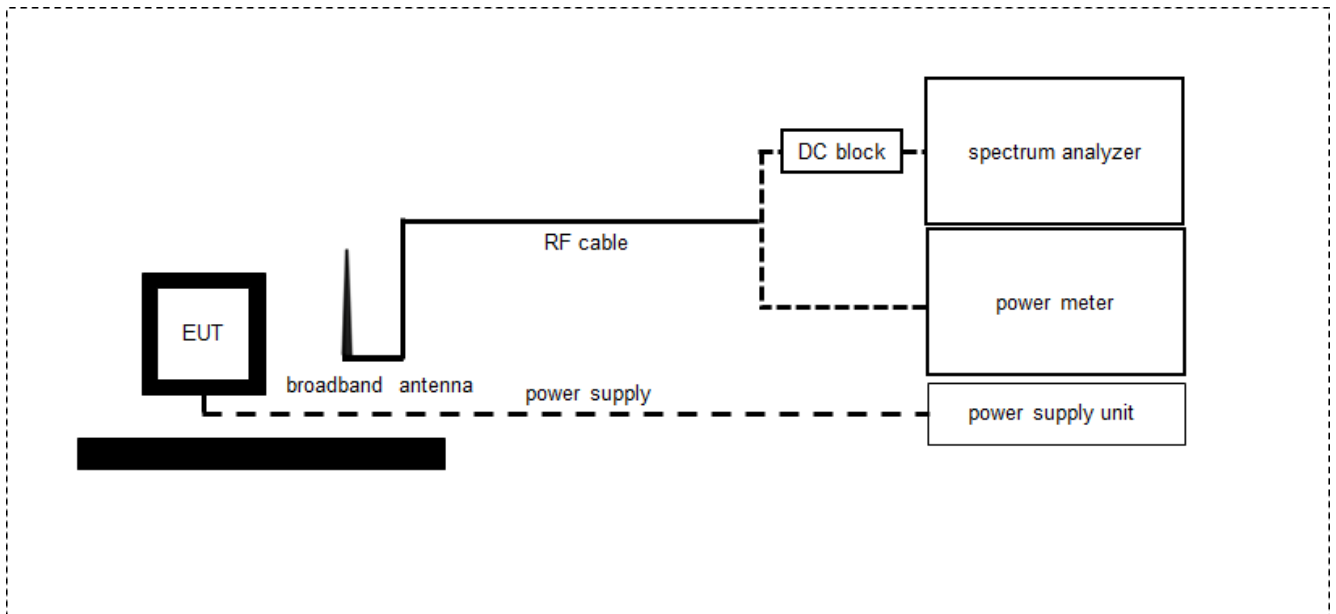 DC block
spectrum analyzer
RF cable
power meter
EUT
broadband antenna
power supply
power supply unit